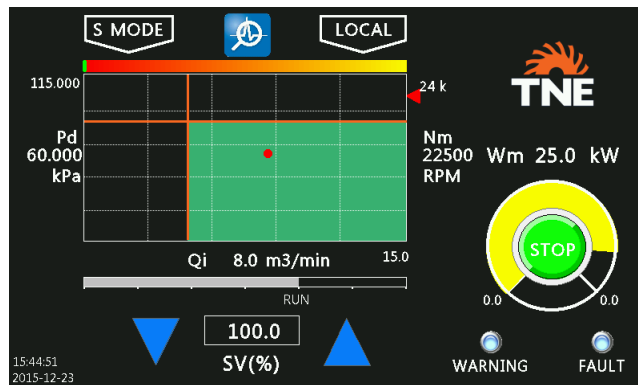 S MODE
LOCAL
TNE
115.000
24 k
Pd
60.000
kPa
Nm
22500
RPM
Wm 25.0 kW
STOP
Qi 8.0 m3/min
15.0
RUN
0.0
0.0
100.0
SV(%)
15:44:51
2015-12-23
WARNING
FAULT